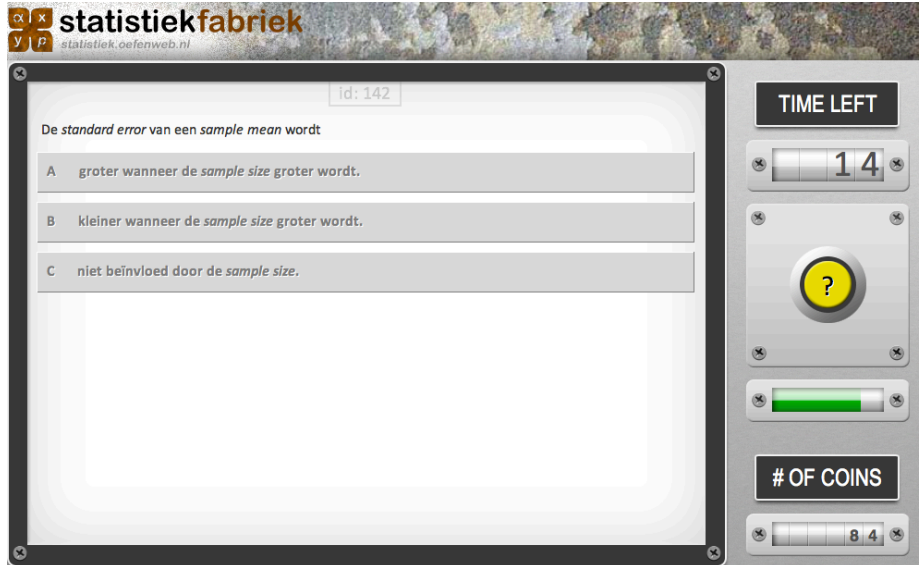 α x
y ρ
statistiekfabriek
statistiek.oefenweb.nl
id: 142
De standard error van een sample mean wordt
A groter wanneer de sample size groter wordt.
B kleiner wanneer de sample size groter wordt.
C niet beïnvloed door de sample size.
TIME LEFT
14
?
# OF COINS
84